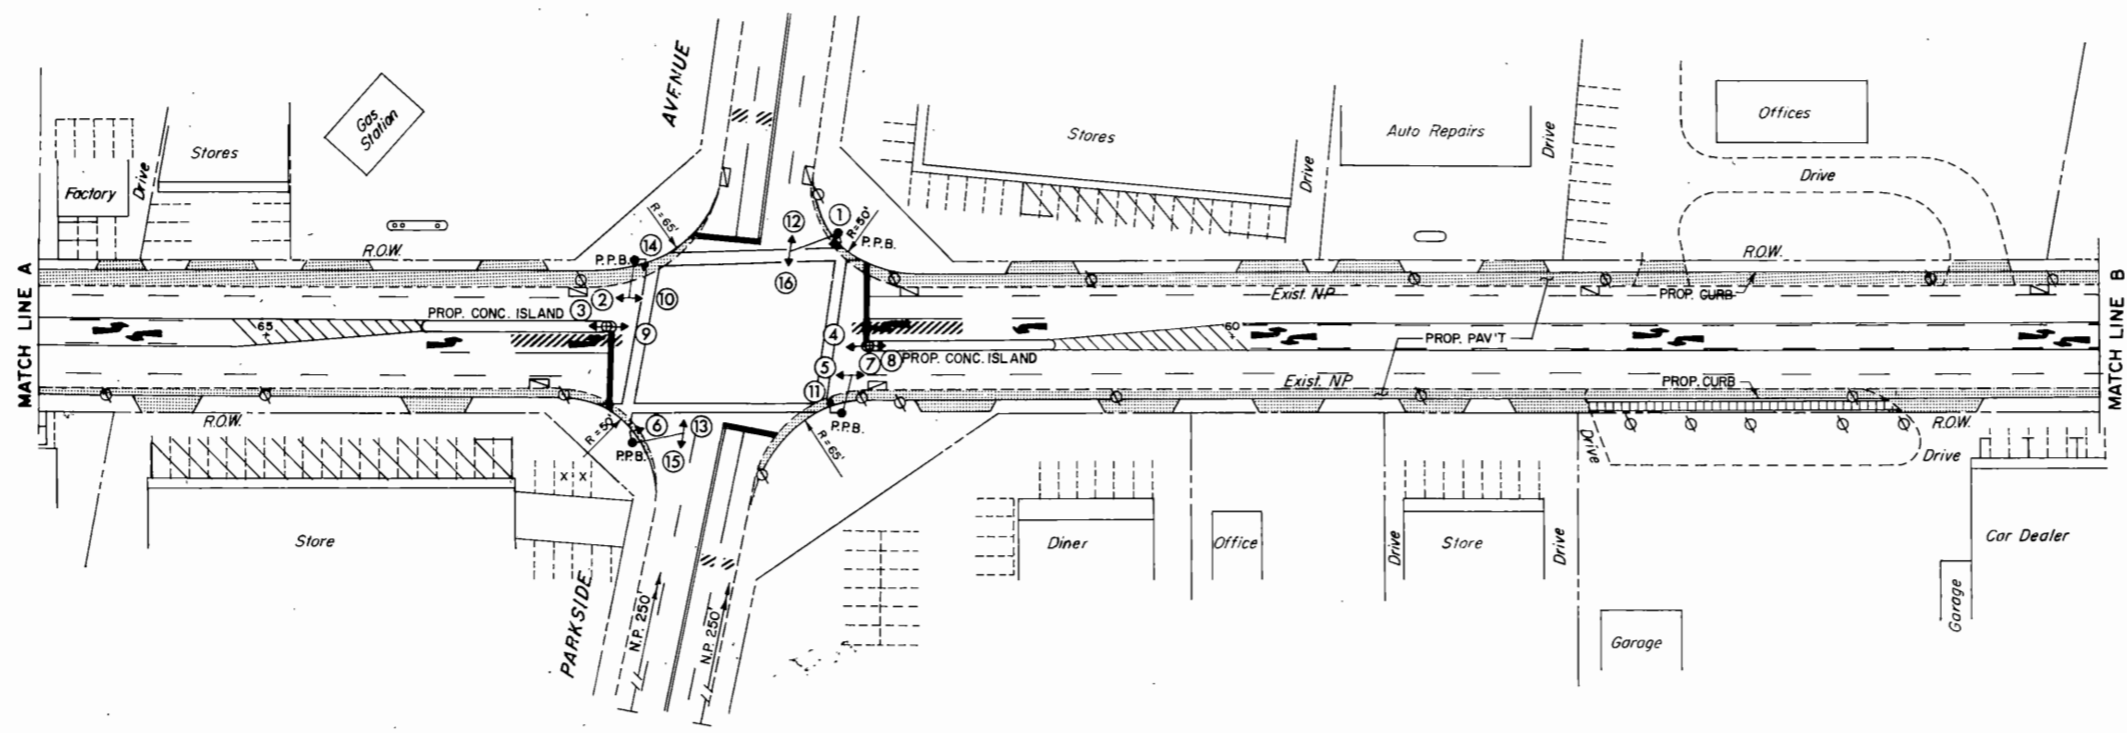 AVENUE
Gas
Station
Stores
Factory
Drive
Stores
Drive
Auto Repairs
Drive
Offices
Drive
R.O.W.
R=65'
14
P.P.B.
12
1
R=50'
P.P.B.
R.O.W.
MATCH LINE A
3
2
10
16
PROP. CONC. ISLAND
65
9
4
Exist. NP
PROP. CURB
60
PROP. PAV'T
MATCH LINE B
5
7
8
PROP. CONC. ISLAND
11
Exist. NP
PROP. CURB
R.O.W.
R=50'
6
13
P.P.B.
15
P.P.B.
R=65'
R.O.W.
Drive
Drive
X X
Store
Diner
Office
Drive
Store
Drive
Car Dealer
PARKSIDE
N.P. 250'
N.P. 250'
Garage
Garage